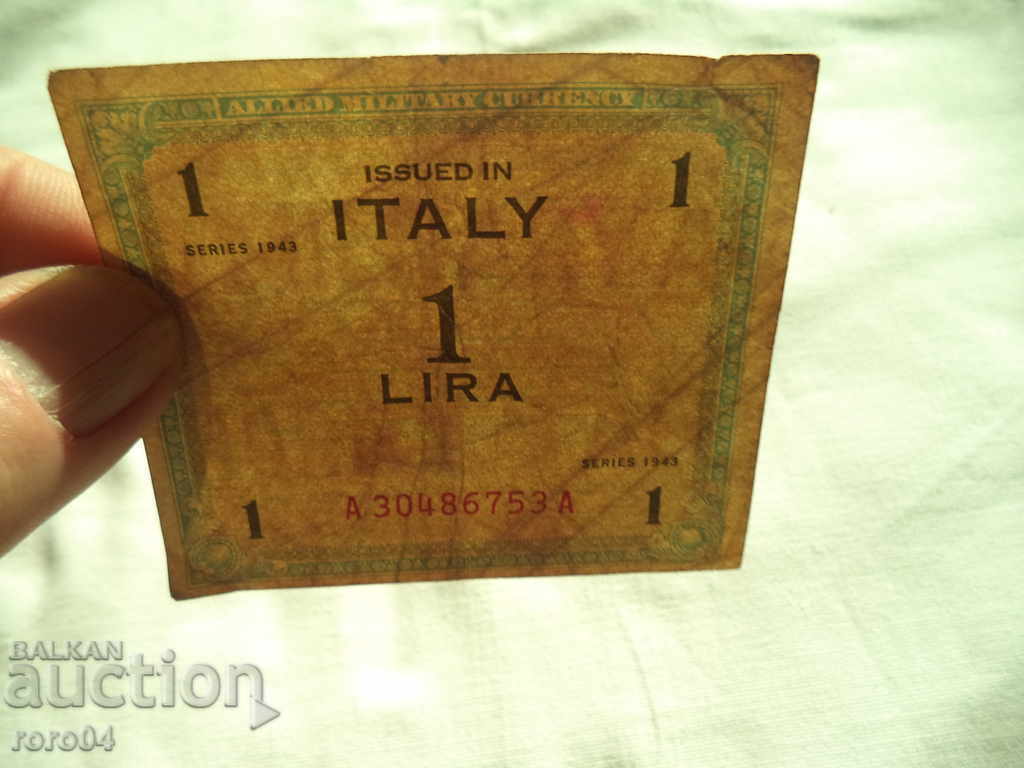 ALLIED MILITARY CURRENCY
1 ISSUED IN 1
ITALY
SERIES 1943
1
LIRA
SERIES 1943
1 A30486753A 1
BALKAN
auction
roro04